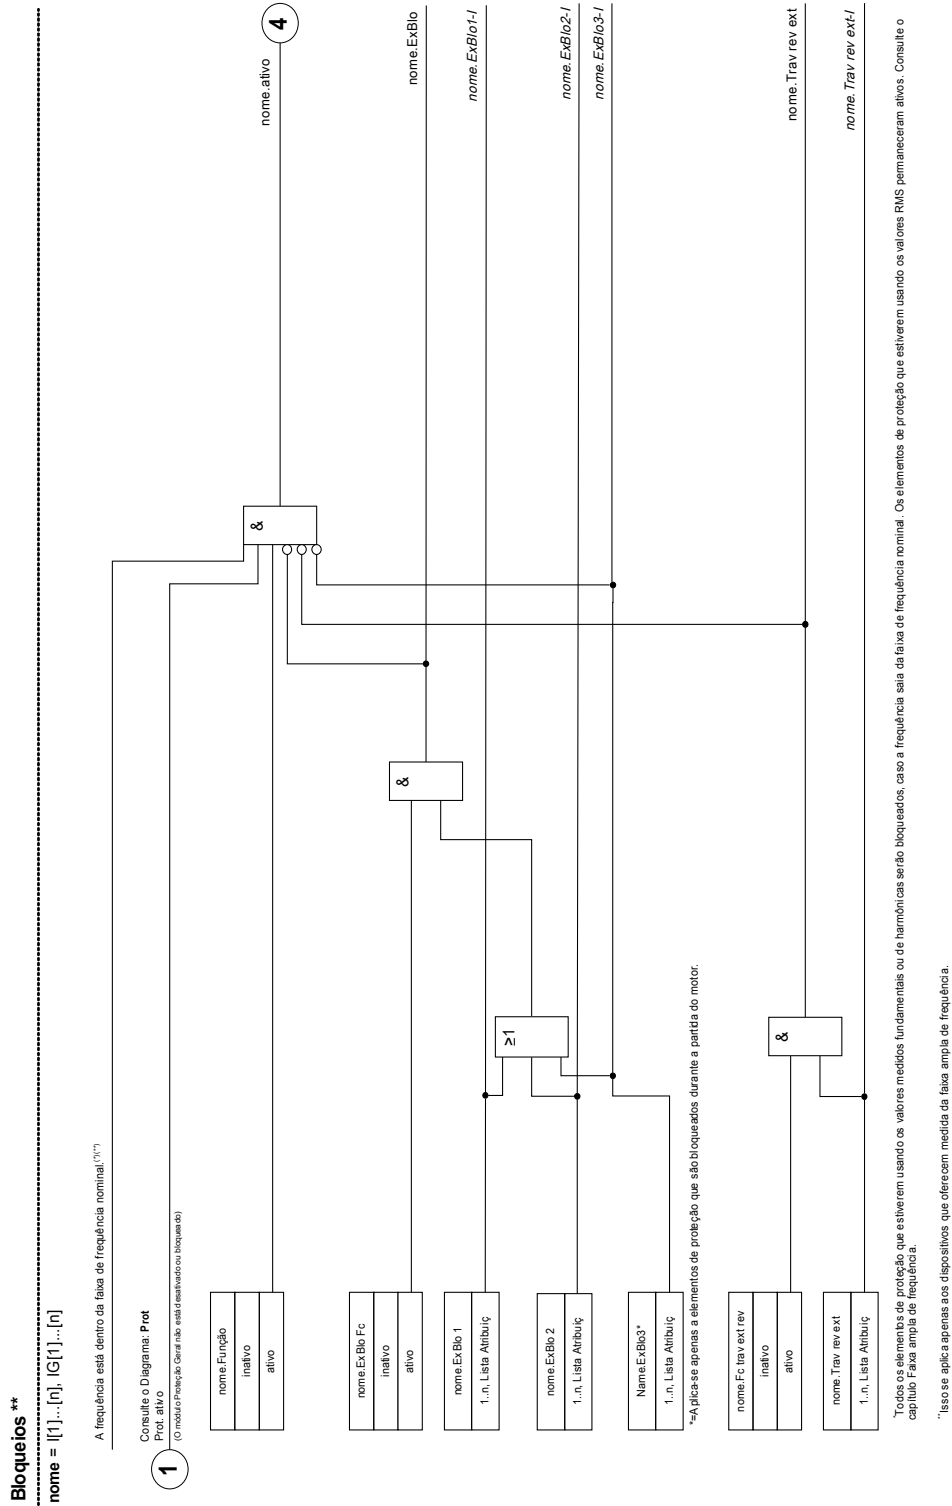 Bloqueios **
nome = I[1]...[n], IG[1]...[n]
A frequência está dentro da faixa de frequência nominal.(*)(**)
Consulte o Diagrama: Prot
Prot. ativo
(O módulo Proteção Geral não está desativado ou bloqueado)
1
nome.Função
inativo
ativo
&
nome.ativo
4
nome.ExBlo Fc
inativo
ativo
&
nome.ExBlo
nome.ExBlo 1
1..n, Lista Atribuiç
nome.ExBlo1-I
≥1
nome.ExBlo 2
1..n, Lista Atribuiç
nome.ExBlo2-I
nome.ExBlo3-I
Name.ExBlo3*
1..n, Lista Atribuiç
*=Aplica-se apenas a elementos de proteção que são bloqueados durante a partida do motor.
nome.Fc trav ext rev
inativo
ativo
&
nome.Trav rev ext
nome.Trav rev ext
1..n, Lista Atribuiç
nome.Trav rev ext-I
*Todos os elementos de proteção que estiverem usando os valores medidos fundamentais ou de harmônicas serão bloqueados, caso a frequência saia da faixa de frequência nominal. Os elementos de proteção que estiverem usando os valores RMS permaneceram ativos. Consulte o
capítulo Faixa ampla de frequência.
**Isso se aplica apenas aos dispositivos que oferecem medida da faixa ampla de frequência.